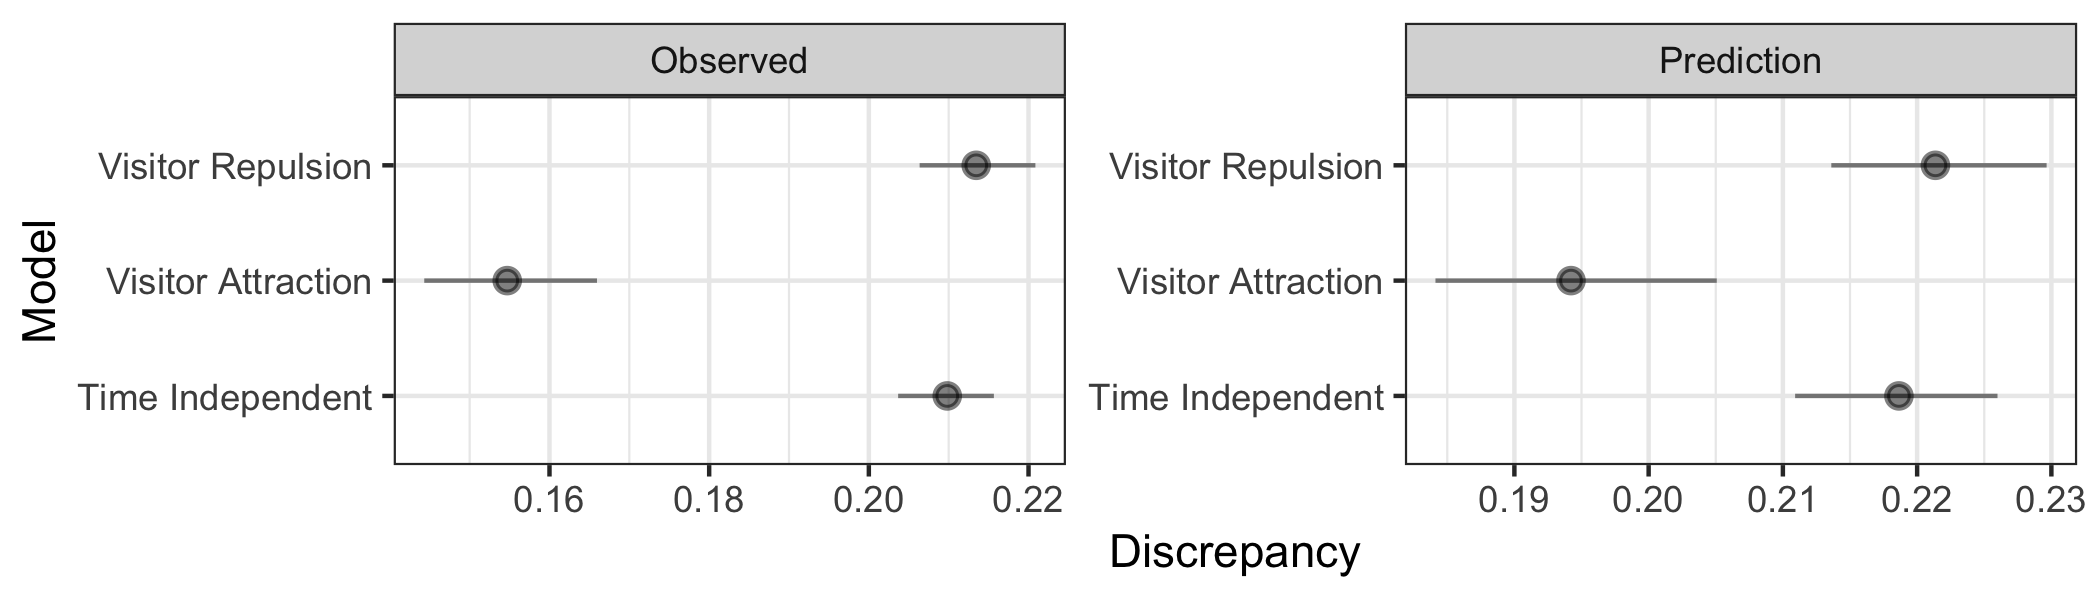 Observed
Prediction
Model
Visitor Repulsion
Visitor Attraction
Time Independent
Visitor Repulsion
Visitor Attraction
Time Independent
0.16 0.18 0.20 0.22
0.19 0.20 0.21 0.22 0.23
Discrepancy